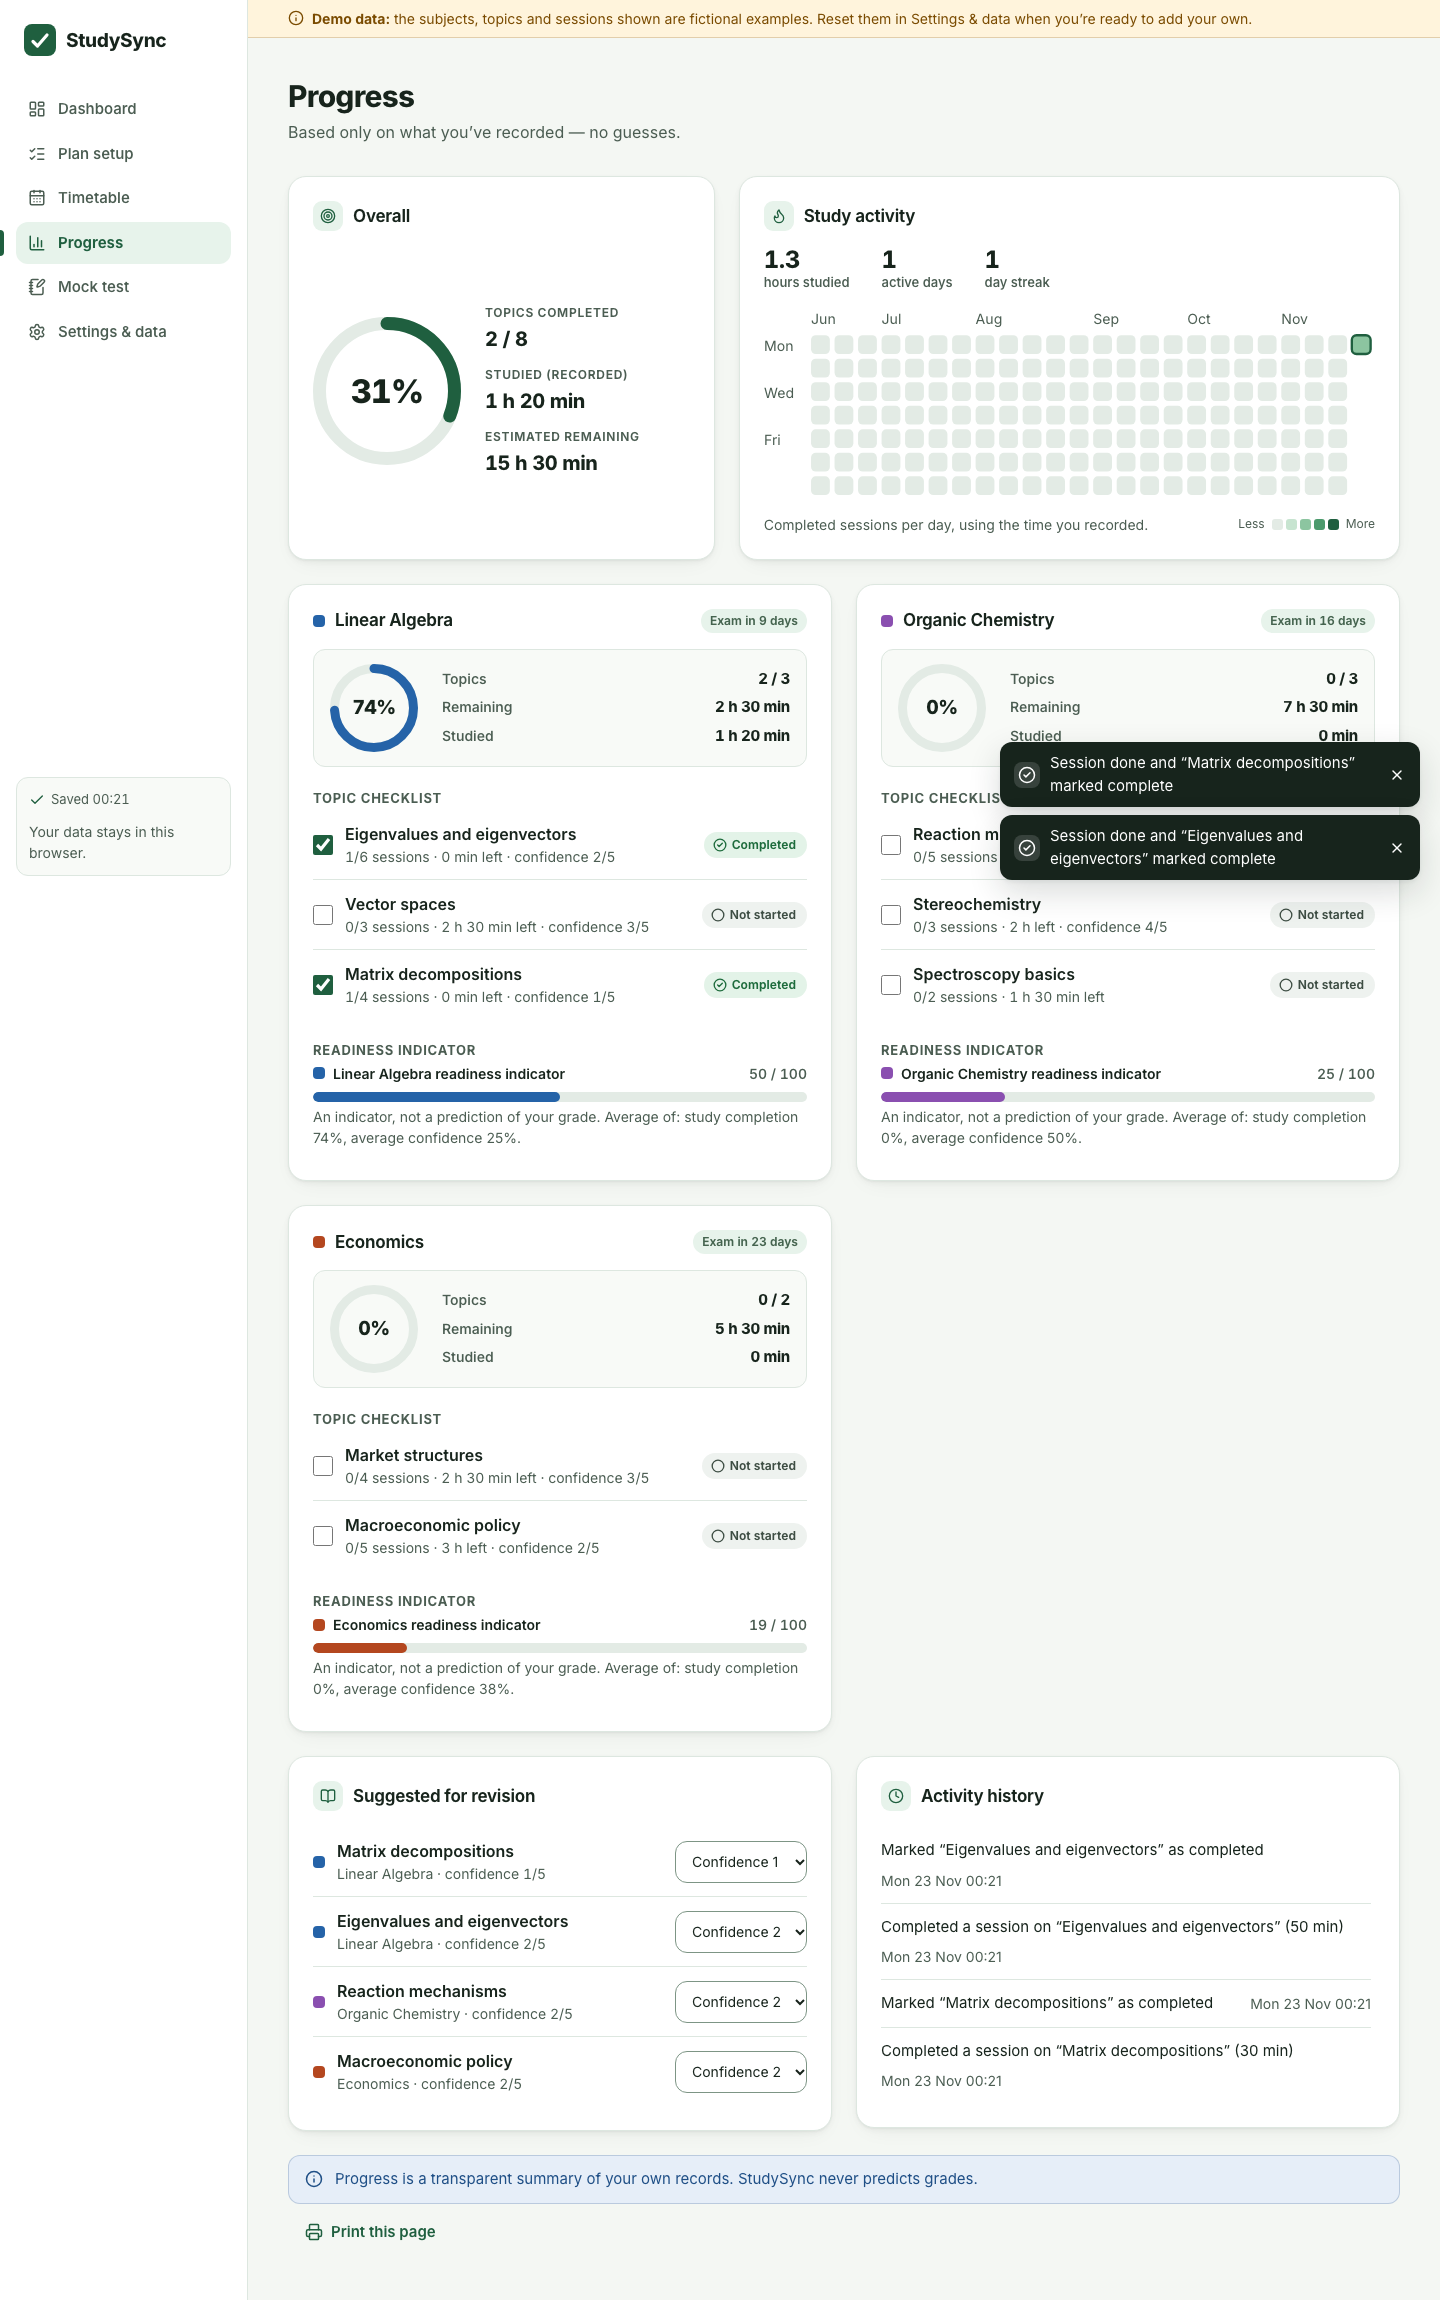 StudySync
Dashboard
Plan setup
Timetable
Progress
Mock test
Settings & data
Saved 00:21
Your data stays in this
browser.
Demo data: the subjects, topics and sessions shown are fictional examples. Reset them in Settings & data when you’re ready to add your own.
Progress
Based only on what you’ve recorded — no guesses.
Overall
31%
TOPICS COMPLETED
2 / 8
STUDIED (RECORDED)
1 h 20 min
ESTIMATED REMAINING
15 h 30 min
Study activity
1.3 1 1
hours studied active days day streak
Jun Jul Aug Sep Oct Nov
Mon
Wed
Fri
Completed sessions per day, using the time you recorded. Less More
Linear Algebra Exam in 9 days
74%
Topics 2 / 3
Remaining 2 h 30 min
Studied 1 h 20 min
TOPIC CHECKLIST
Eigenvalues and eigenvectors
1/6 sessions · 0 min left · confidence 2/5
Completed
Vector spaces
0/3 sessions · 2 h 30 min left · confidence 3/5
Not started
Matrix decompositions
1/4 sessions · 0 min left · confidence 1/5
Completed
READINESS INDICATOR
Linear Algebra readiness indicator 50 / 100
An indicator, not a prediction of your grade. Average of: study completion
74%, average confidence 25%.
Organic Chemistry Exam in 16 days
0%
Topics 0 / 3
Remaining 7 h 30 min
Studied 0 min
Session done and “Matrix decompositions”
marked complete
Session done and “Eigenvalues and
eigenvectors” marked complete
TOPIC CHECKLIS
Reaction m
0/5 sessions
Stereochemistry
0/3 sessions · 2 h left · confidence 4/5
Not started
Spectroscopy basics
0/2 sessions · 1 h 30 min left
Not started
READINESS INDICATOR
Organic Chemistry readiness indicator 25 / 100
An indicator, not a prediction of your grade. Average of: study completion
0%, average confidence 50%.
Economics Exam in 23 days
0%
Topics 0 / 2
Remaining 5 h 30 min
Studied 0 min
TOPIC CHECKLIST
Market structures
0/4 sessions · 2 h 30 min left · confidence 3/5
Not started
Macroeconomic policy
0/5 sessions · 3 h left · confidence 2/5
Not started
READINESS INDICATOR
Economics readiness indicator 19 / 100
An indicator, not a prediction of your grade. Average of: study completion
0%, average confidence 38%.
Suggested for revision
Matrix decompositions
Linear Algebra · confidence 1/5
Confidence 1
Eigenvalues and eigenvectors
Linear Algebra · confidence 2/5
Confidence 2
Reaction mechanisms
Organic Chemistry · confidence 2/5
Confidence 2
Macroeconomic policy
Economics · confidence 2/5
Confidence 2
Activity history
Marked “Eigenvalues and eigenvectors” as completed
Mon 23 Nov 00:21
Completed a session on “Eigenvalues and eigenvectors” (50 min)
Mon 23 Nov 00:21
Marked “Matrix decompositions” as completed Mon 23 Nov 00:21
Completed a session on “Matrix decompositions” (30 min)
Mon 23 Nov 00:21
Progress is a transparent summary of your own records. StudySync never predicts grades.
Print this page